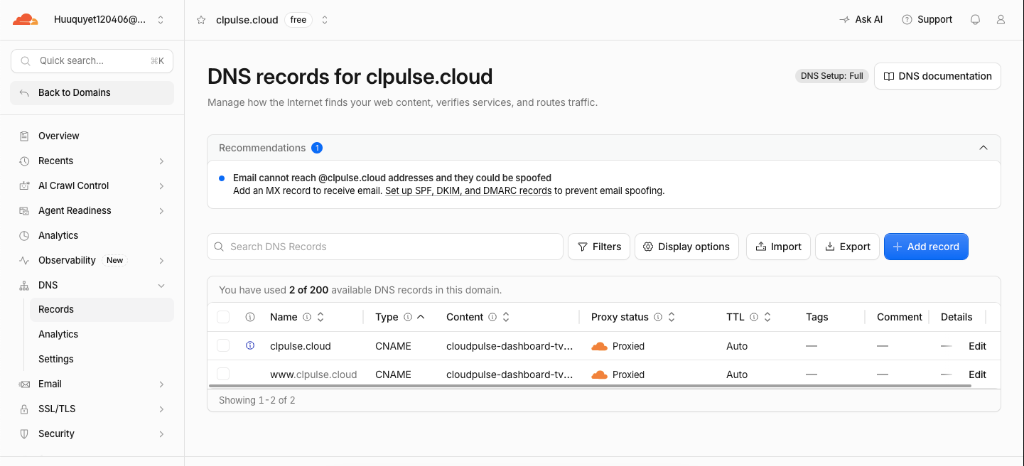 Huuquyet120406@...
clpulse.cloud free
Ask AI Support
Quick search... ⌘K
Back to Domains
Overview
Recents
AI Crawl Control
Agent Readiness
Analytics
Observability New
DNS
Records
Analytics
Settings
Email
SSL/TLS
Security
DNS records for clpulse.cloud
DNS Setup: Full DNS documentation
Manage how the Internet finds your web content, verifies services, and routes traffic.
Recommendations 1
Email cannot reach @clpulse.cloud addresses and they could be spoofed
Add an MX record to receive email. Set up SPF, DKIM, and DMARC records to prevent email spoofing.
Search DNS Records Filters Display options Import Export + Add record
You have used 2 of 200 available DNS records in this domain.
Name Type Content Proxy status TTL Tags Comment Details
clpulse.cloud CNAME cloudpulse-dashboard-tv... Proxied Auto — — — Edit
www.clpulse.cloud CNAME cloudpulse-dashboard-tv... Proxied Auto — — — Edit
Showing 1-2 of 2